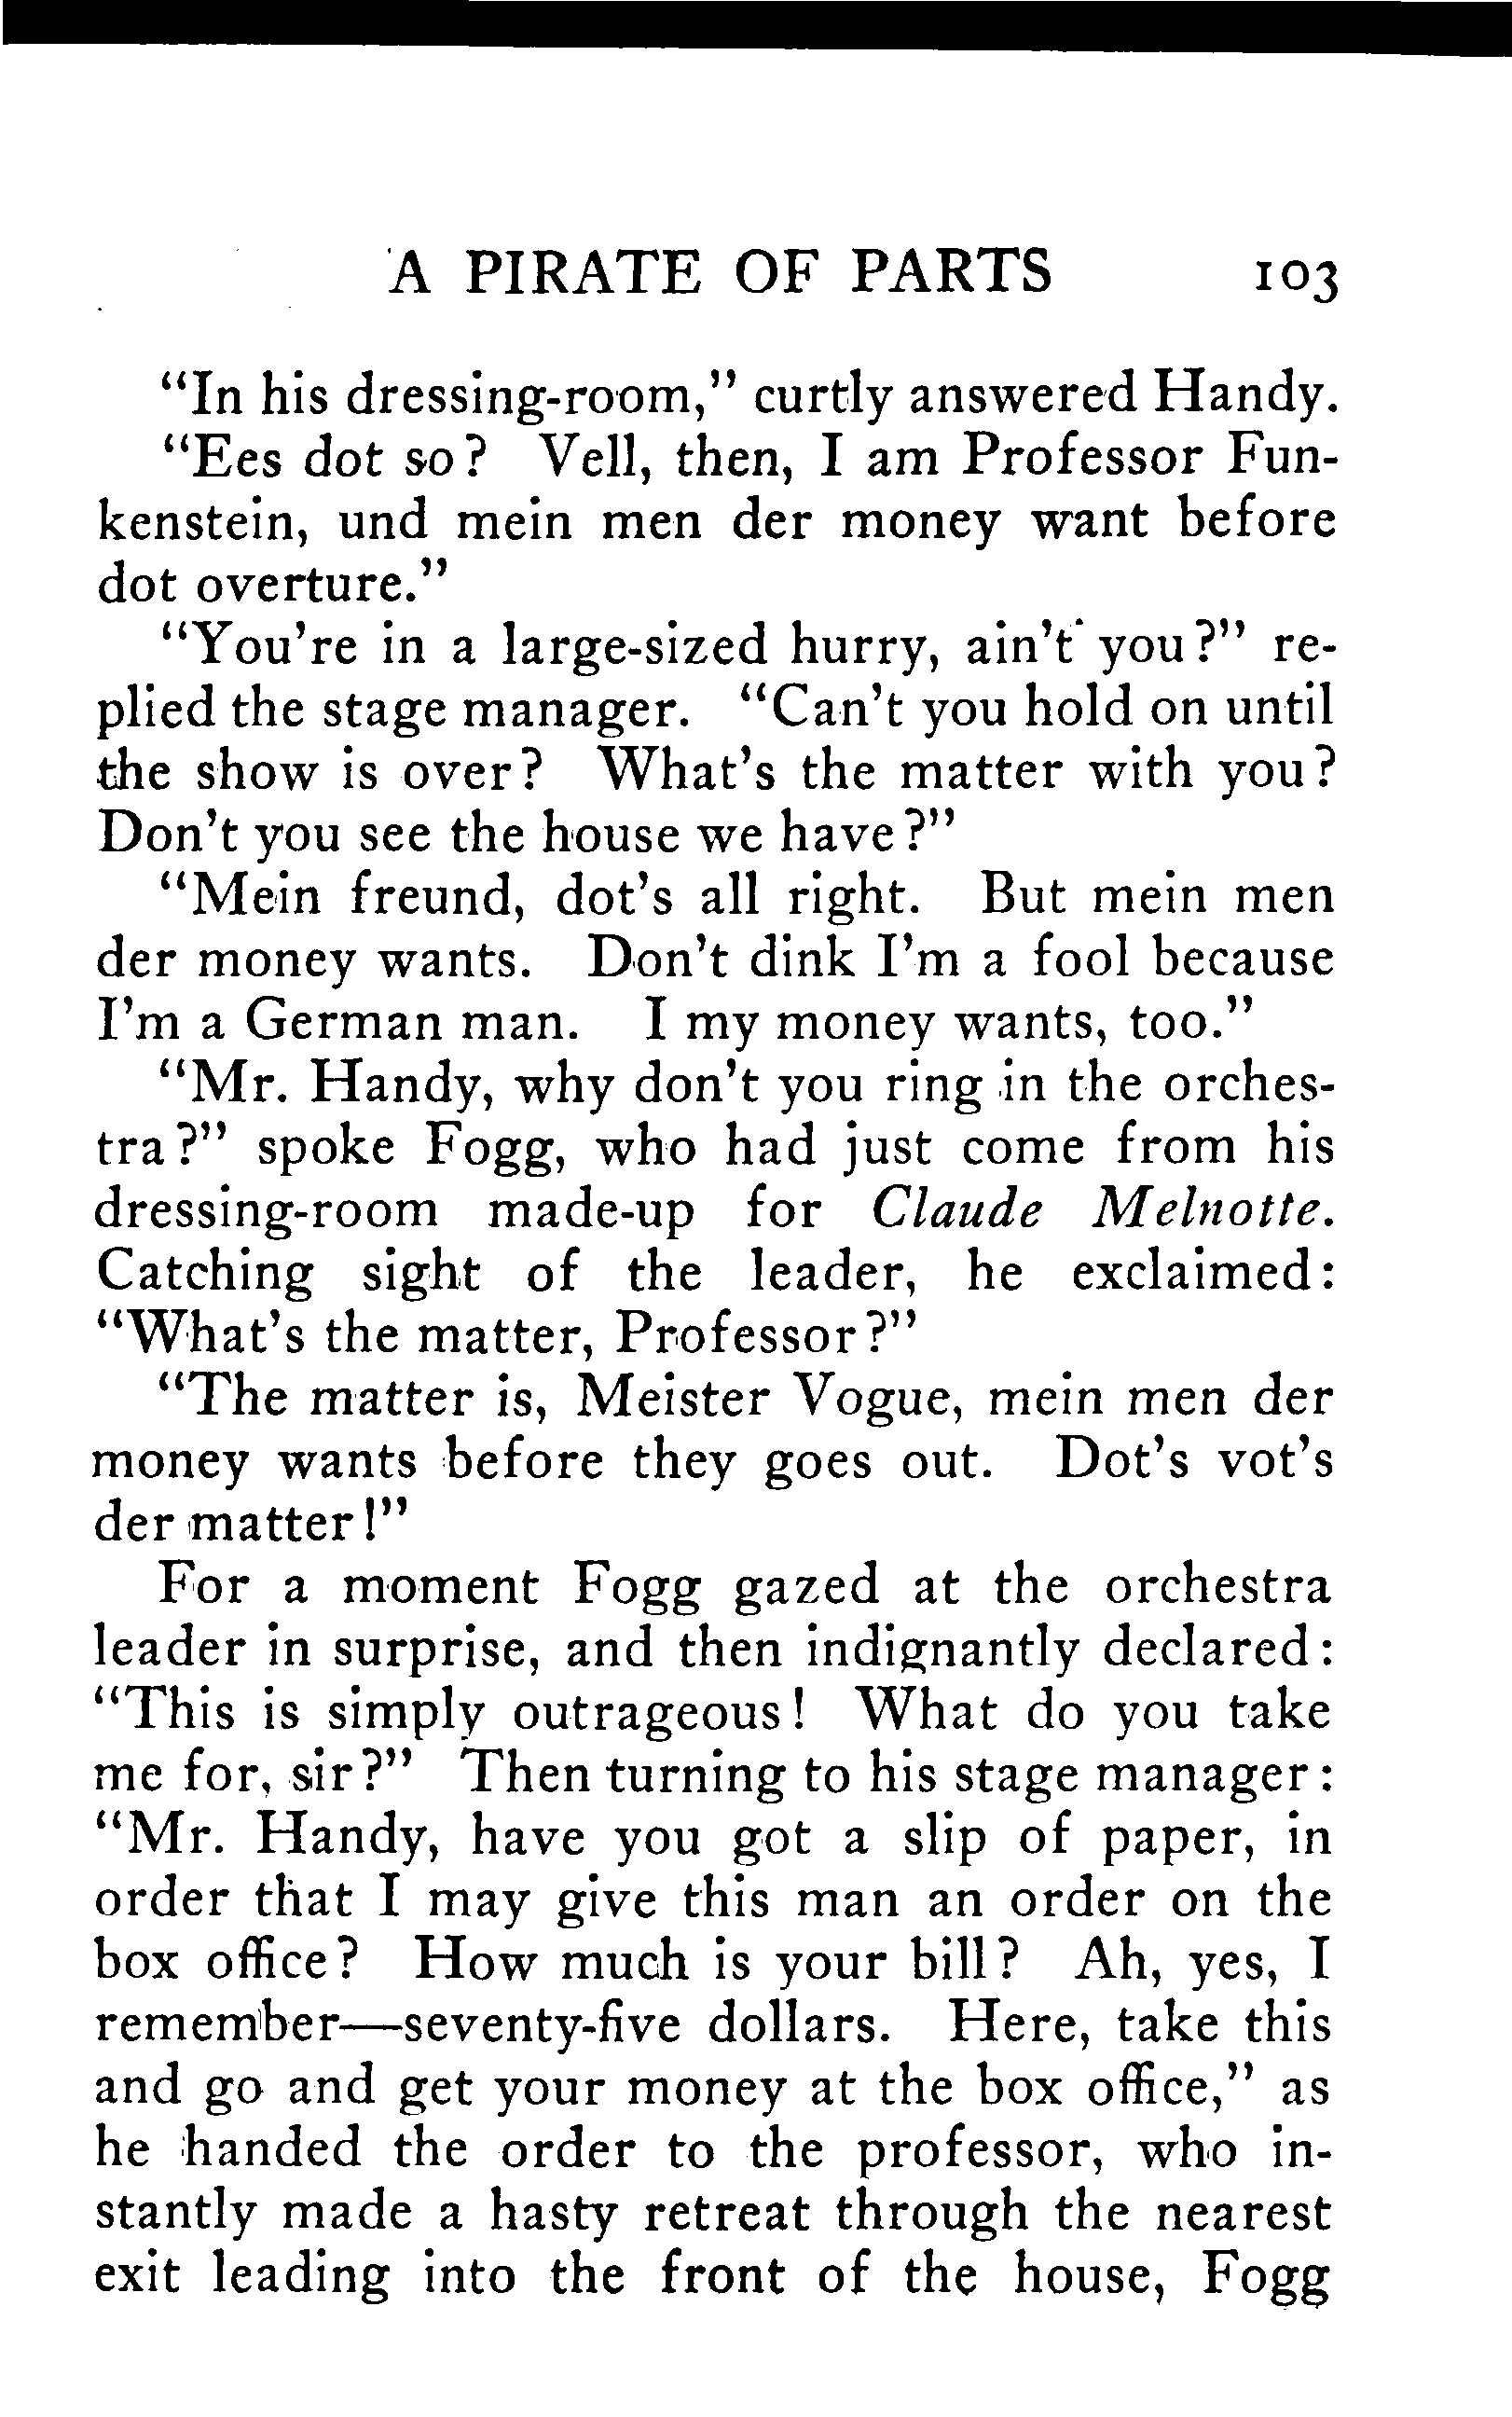 A PIRATE OF PARTS 103
"In his dressing-room," curtly answered Handy.
"Ees dot so? Vell, then, I am Professor Fun-
kenstein, und mein men der money want before
dot overture."
"You're in a large-sized hurry, ain't you?" re-
plied the stage manager. "Can't you hold on until
the show is over? What's the matter with you?
Don't you see the house we have?"
"Mein freund, dot's all right. But mein men
der money wants. Don't dink I'm a fool because
I'm a German man. I my money wants, too."
"Mr. Handy, why don't you ring in the orches-
tra?" spoke Fogg, who had just come from his
dressing-room made-up for Claude Melnotte.
Catching sight of the leader, he exclaimed:
"What's the matter, Professor?"
"The matter is, Meister Vogue, mein men der
money wants before they goes out. Dot's vot's
der matter!"
For a moment Fogg gazed at the orchestra
leader in surprise, and then indignantly declared:
"This is simply outrageous! What do you take
me for, sir?" Then turning to his stage manager:
"Mr. Handy, have you got a slip of paper, in
order that I may give this man an order on the
box office? How much is your bill? Ah, yes, I
remember—seventy-five dollars. Here, take this
and go and get your money at the box office," as
he handed the order to the professor, who in-
stantly made a hasty retreat through the nearest
exit leading into the front of the house, Fogg